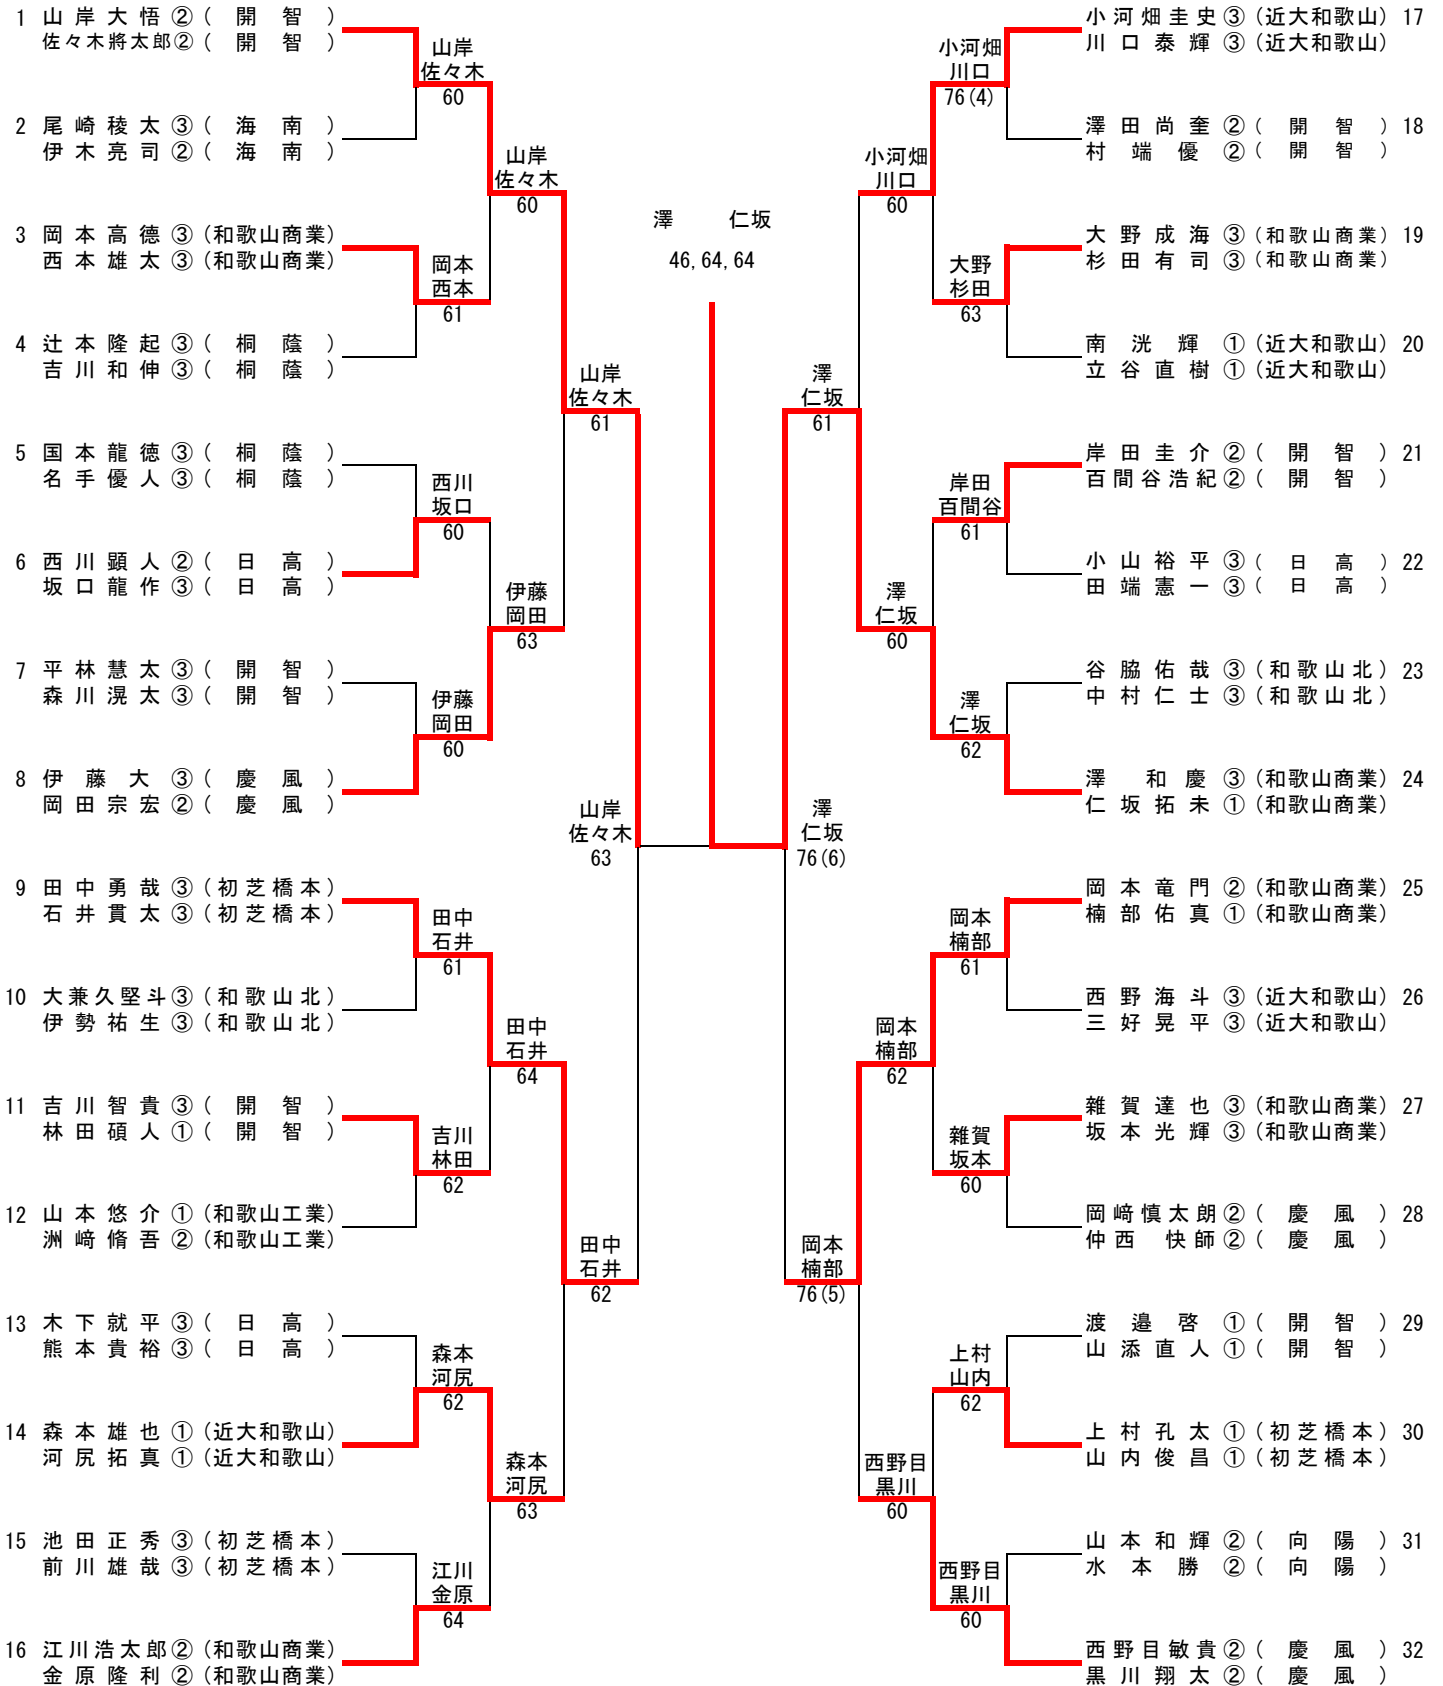 1 山岸大悟②(開智)
佐々木將太郎②(開智)
2 尾崎稜太③(海南)
伊木亮司②(海南)
3 岡本高德③(和歌山商業)
西本雄太③(和歌山商業)
4 辻本隆起③(桐蔭)
吉川和伸③(桐蔭)
5 国本龍徳③(桐蔭)
名手優人③(桐蔭)
6 西川顕人②(日高)
坂口龍作③(日高)
7 平林慧太③(開智)
森川滉太③(開智)
8 伊藤大③(慶風)
岡田宗宏②(慶風)
9 田中勇哉③(初芝橋本)
石井貫太③(初芝橋本)
10 大兼久堅斗③(和歌山北)
伊勢祐生③(和歌山北)
11 吉川智貴③(開智)
林田碩人①(開智)
12 山本悠介①(和歌山工業)
洲﨑脩吾②(和歌山工業)
13 木下就平③(日高)
熊本貴裕③(日高)
14 森本雄也①(近大和歌山)
河尻拓真①(近大和歌山)
15 池田正秀③(初芝橋本)
前川雄哉③(初芝橋本)
16 江川浩太郎②(和歌山商業)
金原隆利②(和歌山商業)
山岸
佐々木
60
岡本
西本
61
西川
坂口
60
伊藤
岡田
60
田中
石井
61
吉川
林田
62
森本
河尻
62
江川
金原
64
山岸
佐々木
60
伊藤
岡田
63
田中
石井
64
森本
河尻
63
山岸
佐々木
61
田中
石井
62
山岸
佐々木
63
澤 仁坂
46,64,64
澤
仁坂
76(6)
澤
仁坂
61
岡本
楠部
76(5)
小河畑
川口
60
澤
仁坂
60
岡本
楠部
62
西野目
黒川
60
小河畑
川口
76(4)
大野
杉田
63
岸田
百間谷
61
澤
仁坂
62
岡本
楠部
61
雑賀
坂本
60
上村
山内
62
西野目
黒川
60
小河畑圭史③(近大和歌山) 17
川口泰輝③(近大和歌山)
澤田尚奎②(開智) 18
村端優②(開智)
大野成海③(和歌山商業) 19
杉田有司③(和歌山商業)
南洸輝①(近大和歌山) 20
立谷直樹①(近大和歌山)
岸田圭介②(開智) 21
百間谷浩紀②(開智)
小山裕平③(日高) 22
田端憲一③(日高)
谷脇佑哉③(和歌山北) 23
中村仁士③(和歌山北)
澤和慶③(和歌山商業) 24
仁坂拓未①(和歌山商業)
岡本竜門②(和歌山商業) 25
楠部佑真①(和歌山商業)
西野海斗③(近大和歌山) 26
三好晃平③(近大和歌山)
雑賀達也③(和歌山商業) 27
坂本光輝③(和歌山商業)
岡﨑慎太朗②(慶風) 28
仲西快師②(慶風)
渡邉啓①(開智) 29
山添直人①(開智)
上村孔太①(初芝橋本) 30
山内俊昌①(初芝橋本)
山本和輝②(向陽) 31
水本勝②(向陽)
西野目敏貴②(慶風) 32
黒川翔太②(慶風)